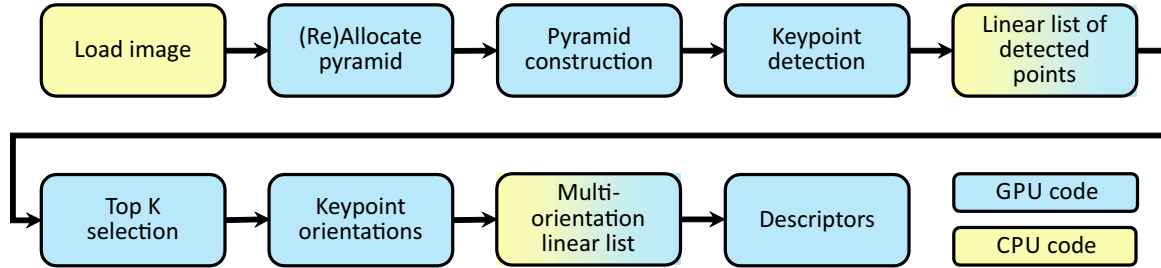 Load image
(Re)Allocate
pyramid
Pyramid
construction
Keypoint
detection
Linear list of
detected
points
Top K
selection
Keypoint
orientations
Multi-
orientation
linear list
Descriptors
GPU code
CPU code